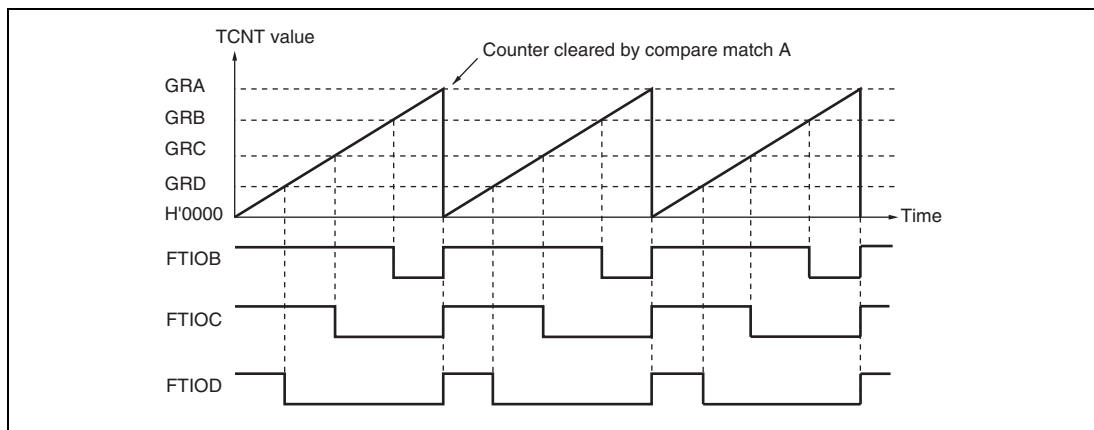 TCNT value
Counter cleared by compare match A
GRA
GRB
GRC
GRD
H'0000
Time
FTIOB
FTIOC
FTIOD